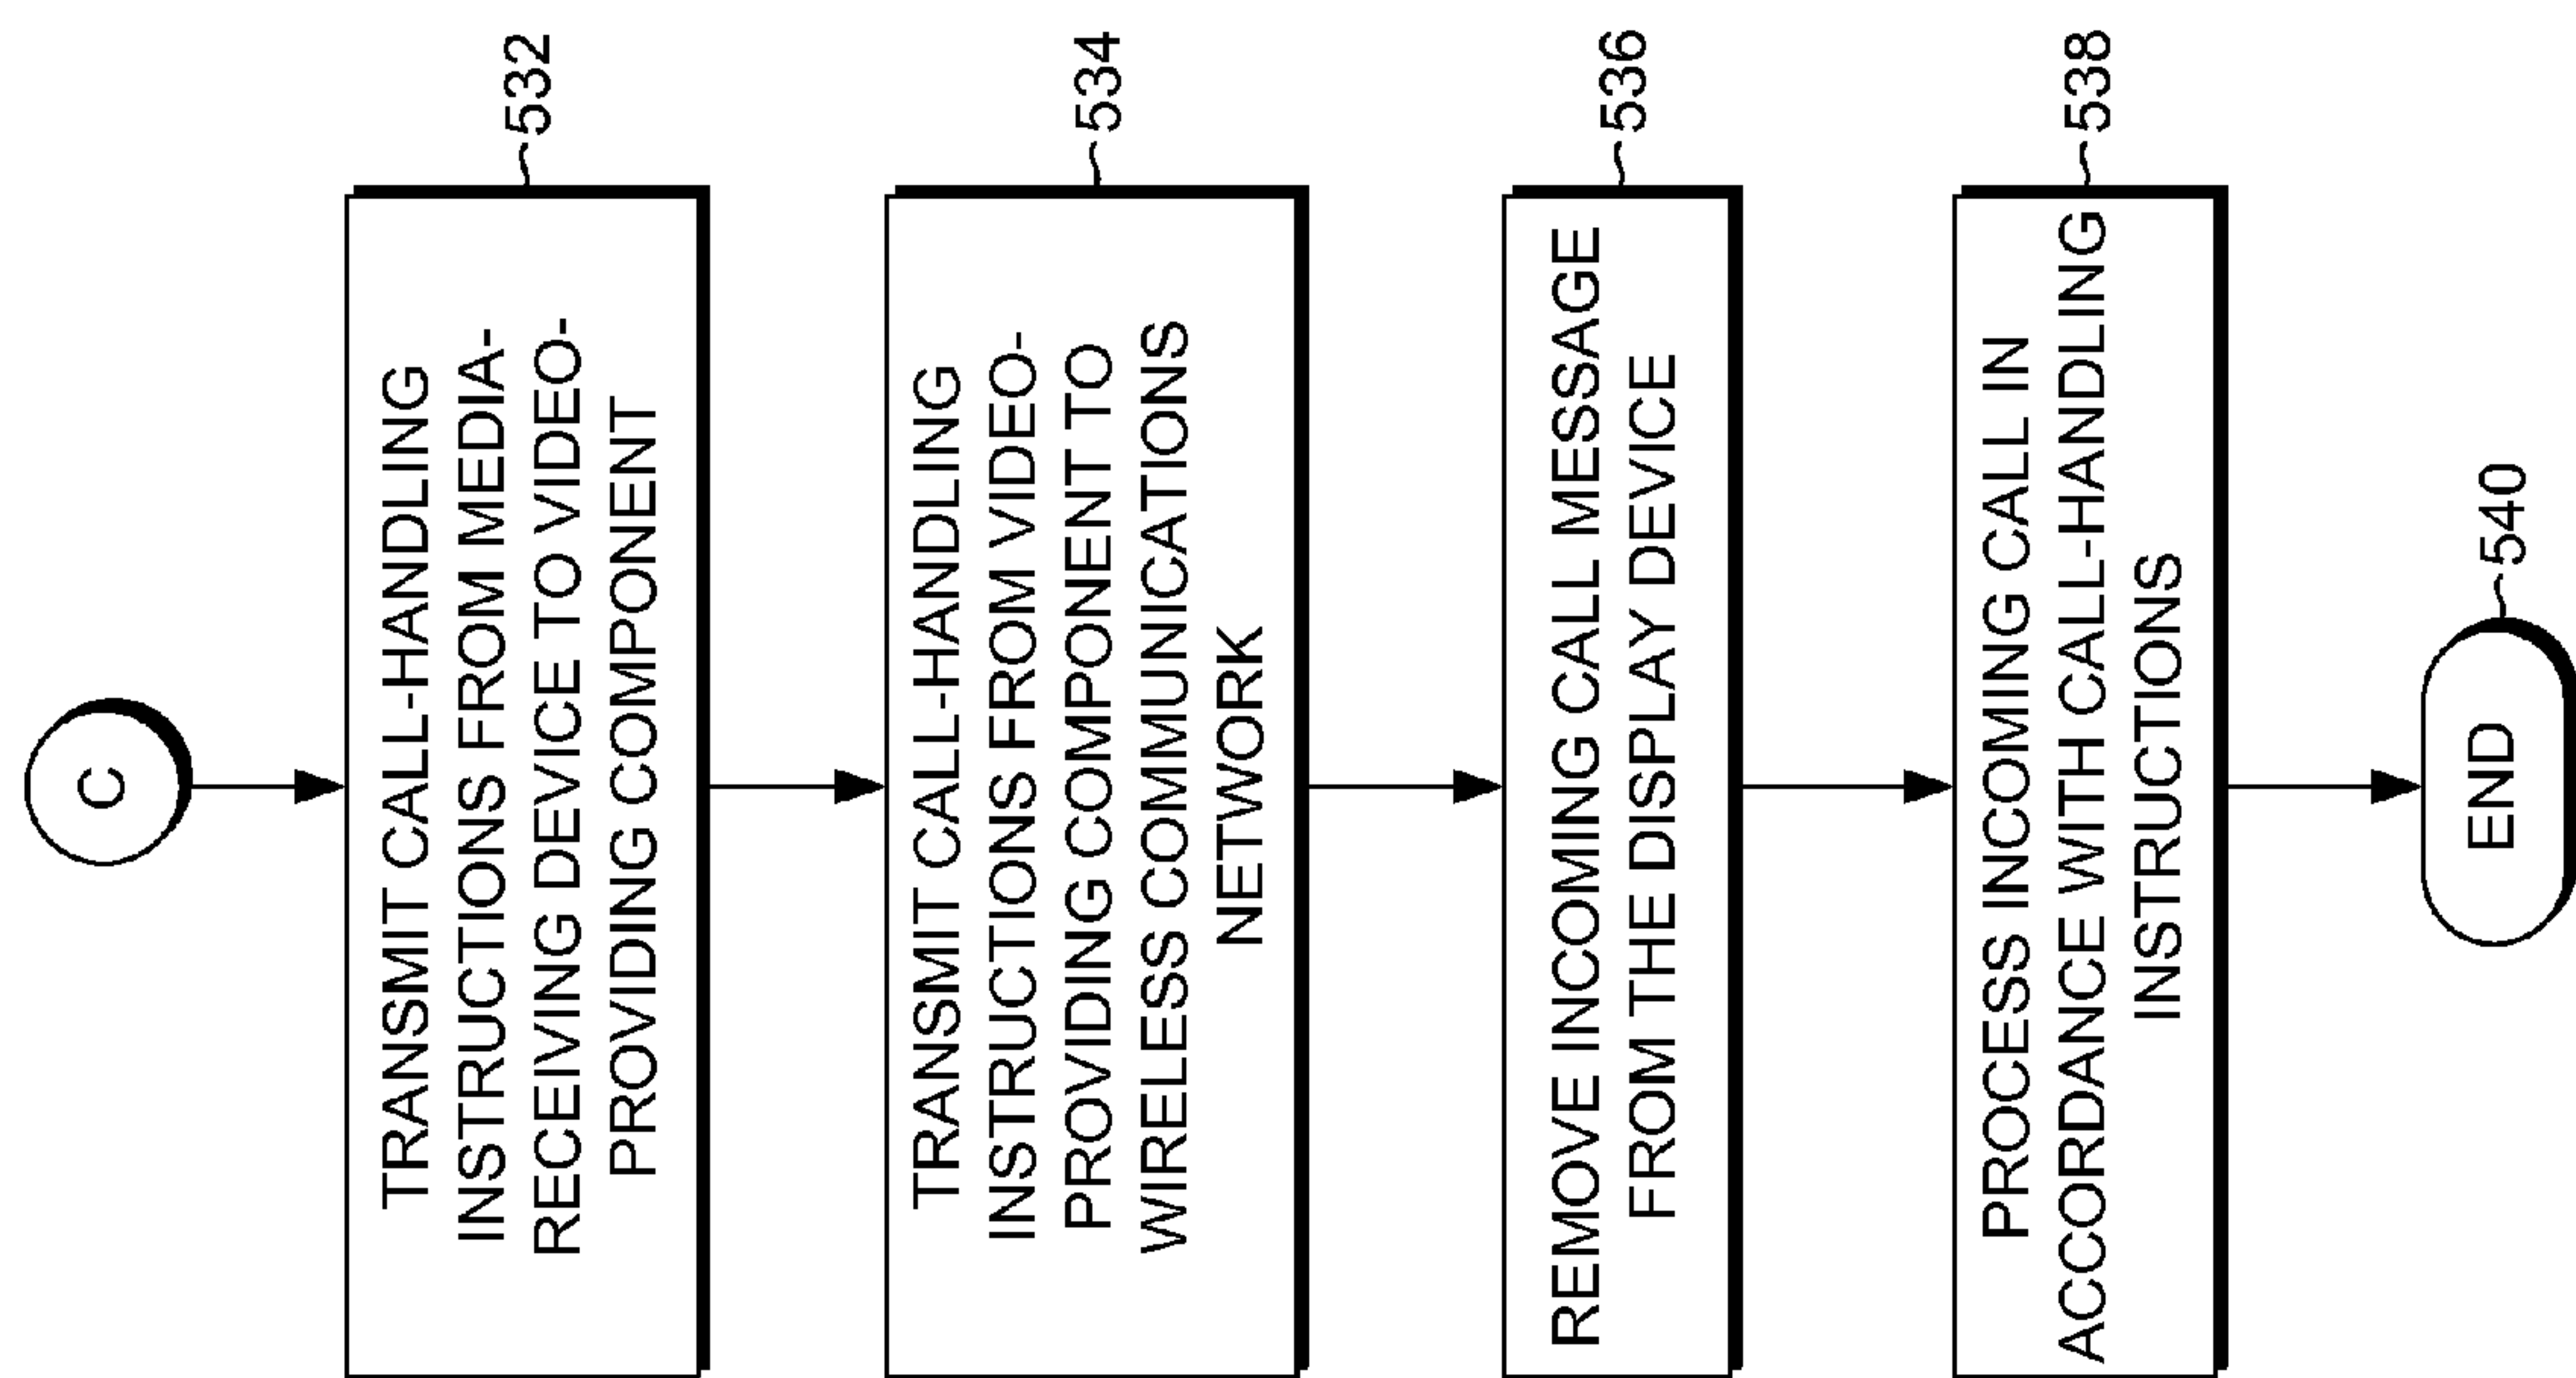 C
532
TRANSMIT CALL-HANDLING
INSTRUCTIONS FROM MEDIA-
RECEIVING DEVICE TO VIDEO-
PROVIDING COMPONENT
534
TRANSMIT CALL-HANDLING
INSTRUCTIONS FROM VIDEO-
PROVIDING COMPONENT TO
WIRELESS COMMUNICATIONS
NETWORK
536
REMOVE INCOMING CALL MESSAGE
FROM THE DISPLAY DEVICE
538
PROCESS INCOMING CALL IN
ACCORDANCE WITH CALL-HANDLING
INSTRUCTIONS
540
END